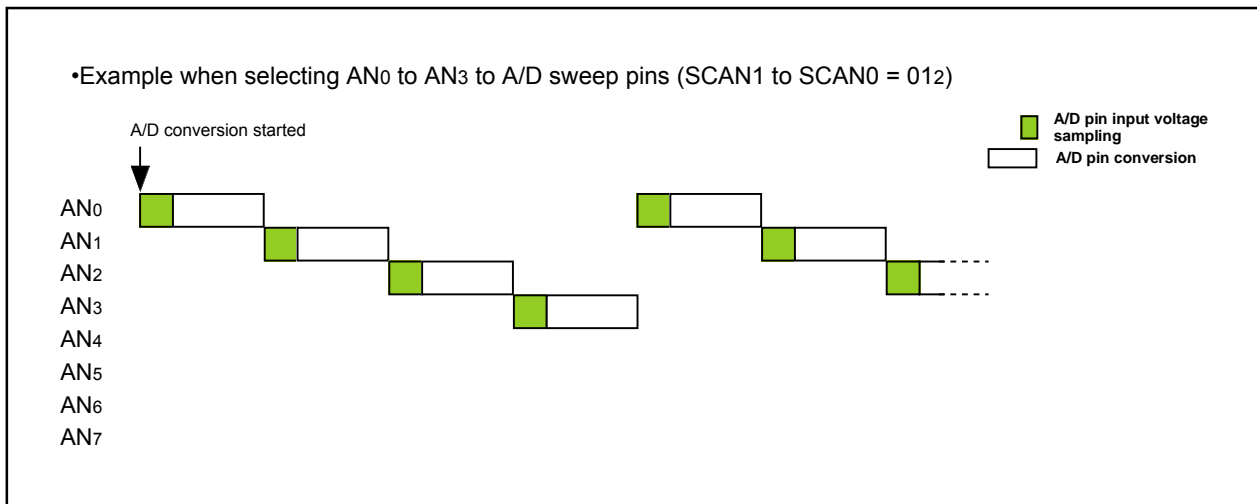 •Example when selecting AN0 to AN3 to A/D sweep pins (SCAN1 to SCAN0 = 012)
A/D conversion started
A/D pin input voltage
sampling
A/D pin conversion
AN0
AN1
AN2
AN3
AN4
AN5
AN6
AN7